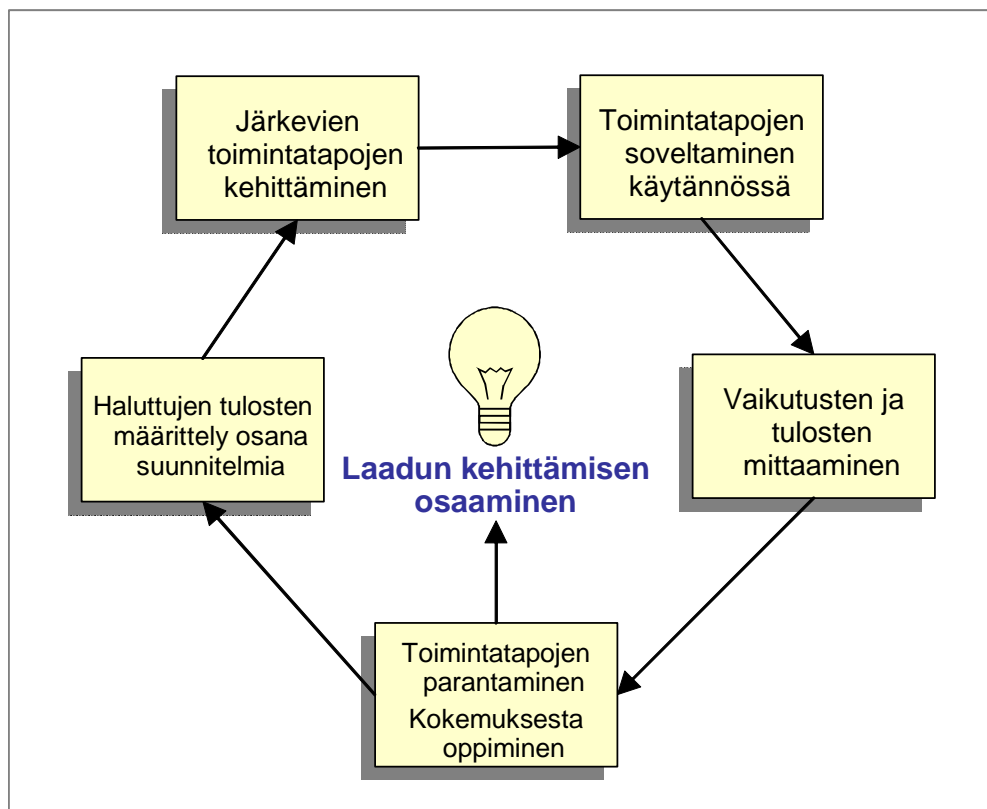 Järkevien
toimintatapojen
kehittäminen
Toimintatapojen
soveltaminen
käytännössä
Haluttujen tulosten
määrittely osana
suunnitelmia
Vaikutusten ja
tulosten
mittaaminen
Laadun kehittämisen
osaaminen
Toimintatapojen
parantaminen
Kokemuksesta
oppiminen